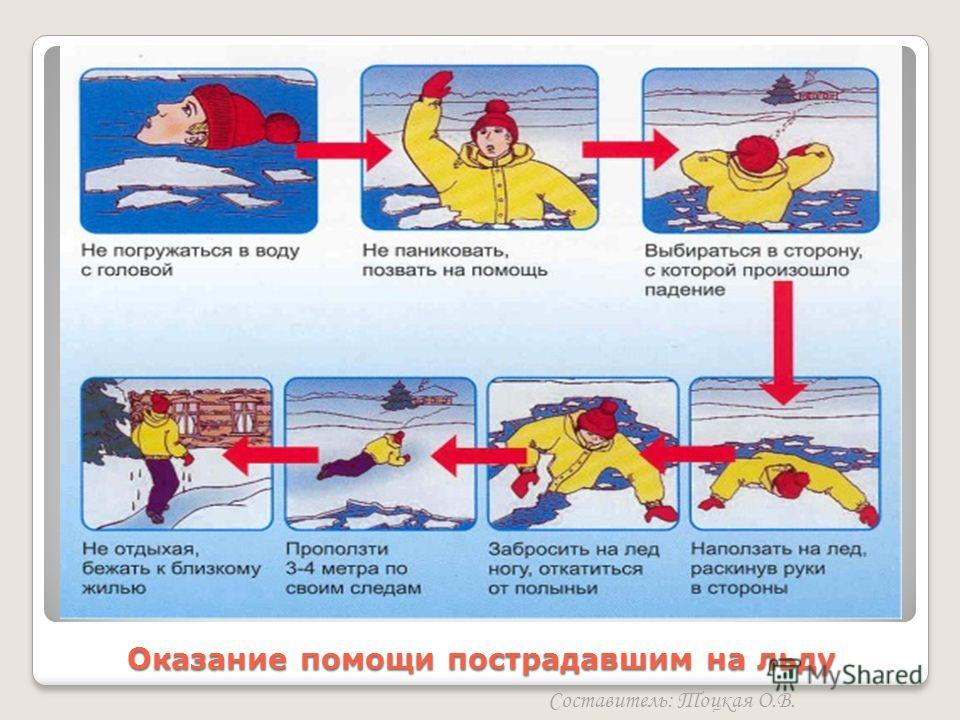 Не погружаться в воду
с головой
Не паниковать,
позвать на помощь
Выбираться в сторону,
с которой произошло
падение
Наползать на лед,
раскинув руки
в стороны
Забросить на лед
ногу, откатиться
от полыньи
Проползти
3-4 метра по
своим следам
Не отдыхая,
бежать к близкому
жилью
Оказание помощи пострадавшим на льду
MyShared
Составитель: Тоцкая О.В.